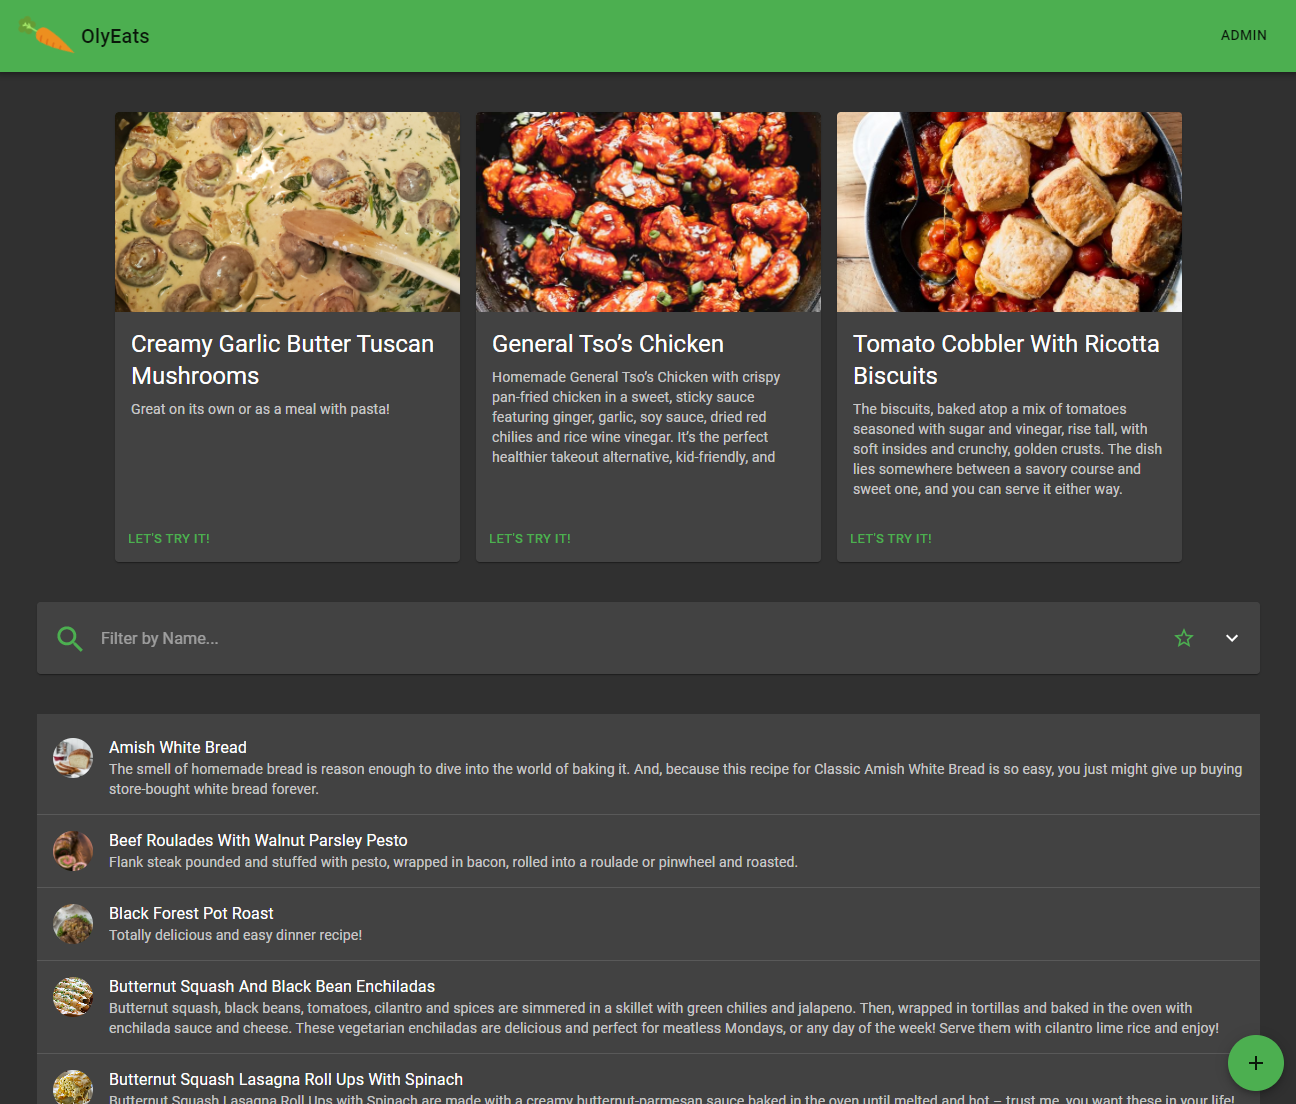 OlyEats
ADMIN
Creamy Garlic Butter Tuscan
Mushrooms
Great on its own or as a meal with pasta!
LET'S TRY IT!
General Tso’s Chicken
Homemade General Tso’s Chicken with crispy
pan-fried chicken in a sweet, sticky sauce
featuring ginger, garlic, soy sauce, dried red
chilies and rice wine vinegar. It’s the perfect
healthier takeout alternative, kid-friendly, and
LET'S TRY IT!
Tomato Cobbler With Ricotta
Biscuits
The biscuits, baked atop a mix of tomatoes
seasoned with sugar and vinegar, rise tall, with
soft insides and crunchy, golden crusts. The dish
lies somewhere between a savory course and
sweet one, and you can serve it either way.
LET'S TRY IT!
Filter by Name...
Amish White Bread
The smell of homemade bread is reason enough to dive into the world of baking it. And, because this recipe for Classic Amish White Bread is so easy, you just might give up buying
store-bought white bread forever.
Beef Roulades With Walnut Parsley Pesto
Flank steak pounded and stuffed with pesto, wrapped in bacon, rolled into a roulade or pinwheel and roasted.
Black Forest Pot Roast
Totally delicious and easy dinner recipe!
Butternut Squash And Black Bean Enchiladas
Butternut squash, black beans, tomatoes, cilantro and spices are simmered in a skillet with green chilies and jalapeno. Then, wrapped in tortillas and baked in the oven with
enchilada sauce and cheese. These vegetarian enchiladas are delicious and perfect for meatless Mondays, or any day of the week! Serve them with cilantro lime rice and enjoy!
Butternut Squash Lasagna Roll Ups With Spinach
Butternut Squash Lasagna Roll Ups with Spinach are made with a creamy butternut-parmesan sauce baked in the oven until melted and hot – trust me, you want these in your life!